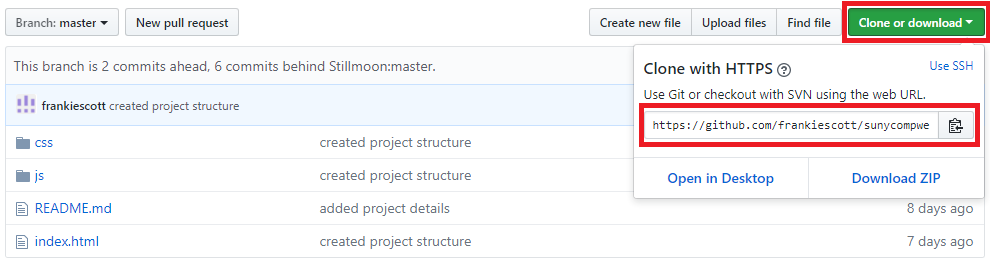 Branch: master New pull request Create new file Upload files Find file Clone or download
This branch is 2 commits ahead, 6 commits behind Stillmoon:master.
frankiescott created project structure
css created project structure
js created project structure
README.md added project details 8 days ago
index.html created project structure 7 days ago
Clone with HTTPS ? Use SSH
Use Git or checkout with SVN using the web URL.
https://github.com/frankiescott/sunycompwe
Open in Desktop Download ZIP